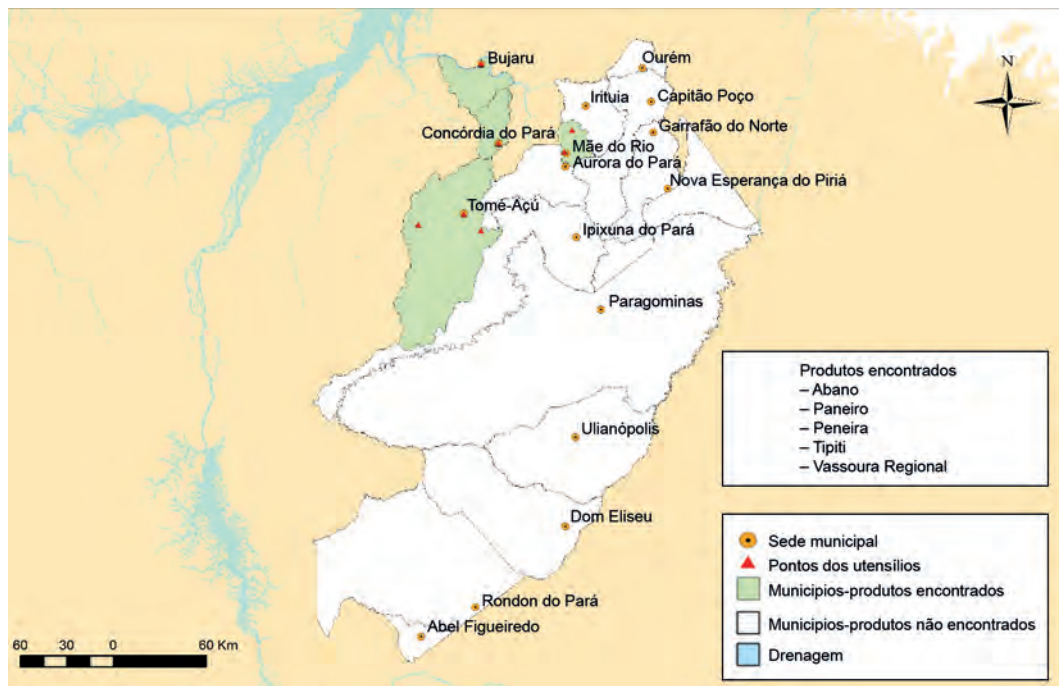 Bujaru
Ourém
N
Irituia
Capitão Poço
Concórdia do Pará
Garrafão do Norte
Mãe do Rio
Aurora do Pará
Nova Esperança do Piriá
Tomé-Açú
Ipixuna do Pará
Paragominas
Produtos encontrados
– Abano
– Paneiro
– Peneira
– Tipiti
– Vassoura Regional
Ulianópolis
Dom Eliseu
Sede municipal
Pontos dos utensílios
Municipios-produtos encontrados
Municipios-produtos não encontrados
Drenagem
Rondon do Pará
Abel Figueiredo
60 30 0 60 Km